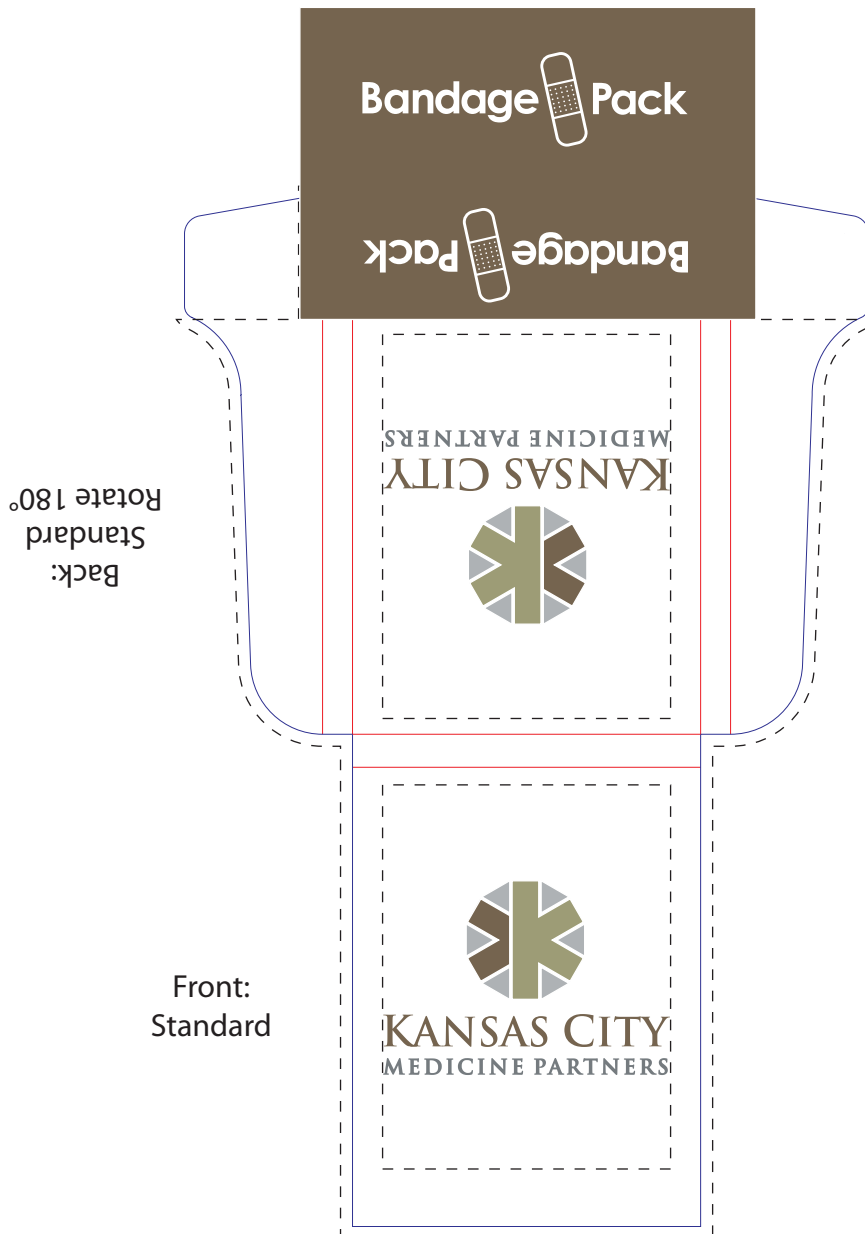 Bandage Pack
Bandage Pack
MEDICINE PARTNERS
KANSAS CITY
Back:
Standard
Rotate 180°
Front:
Standard
KANSAS CITY
MEDICINE PARTNERS